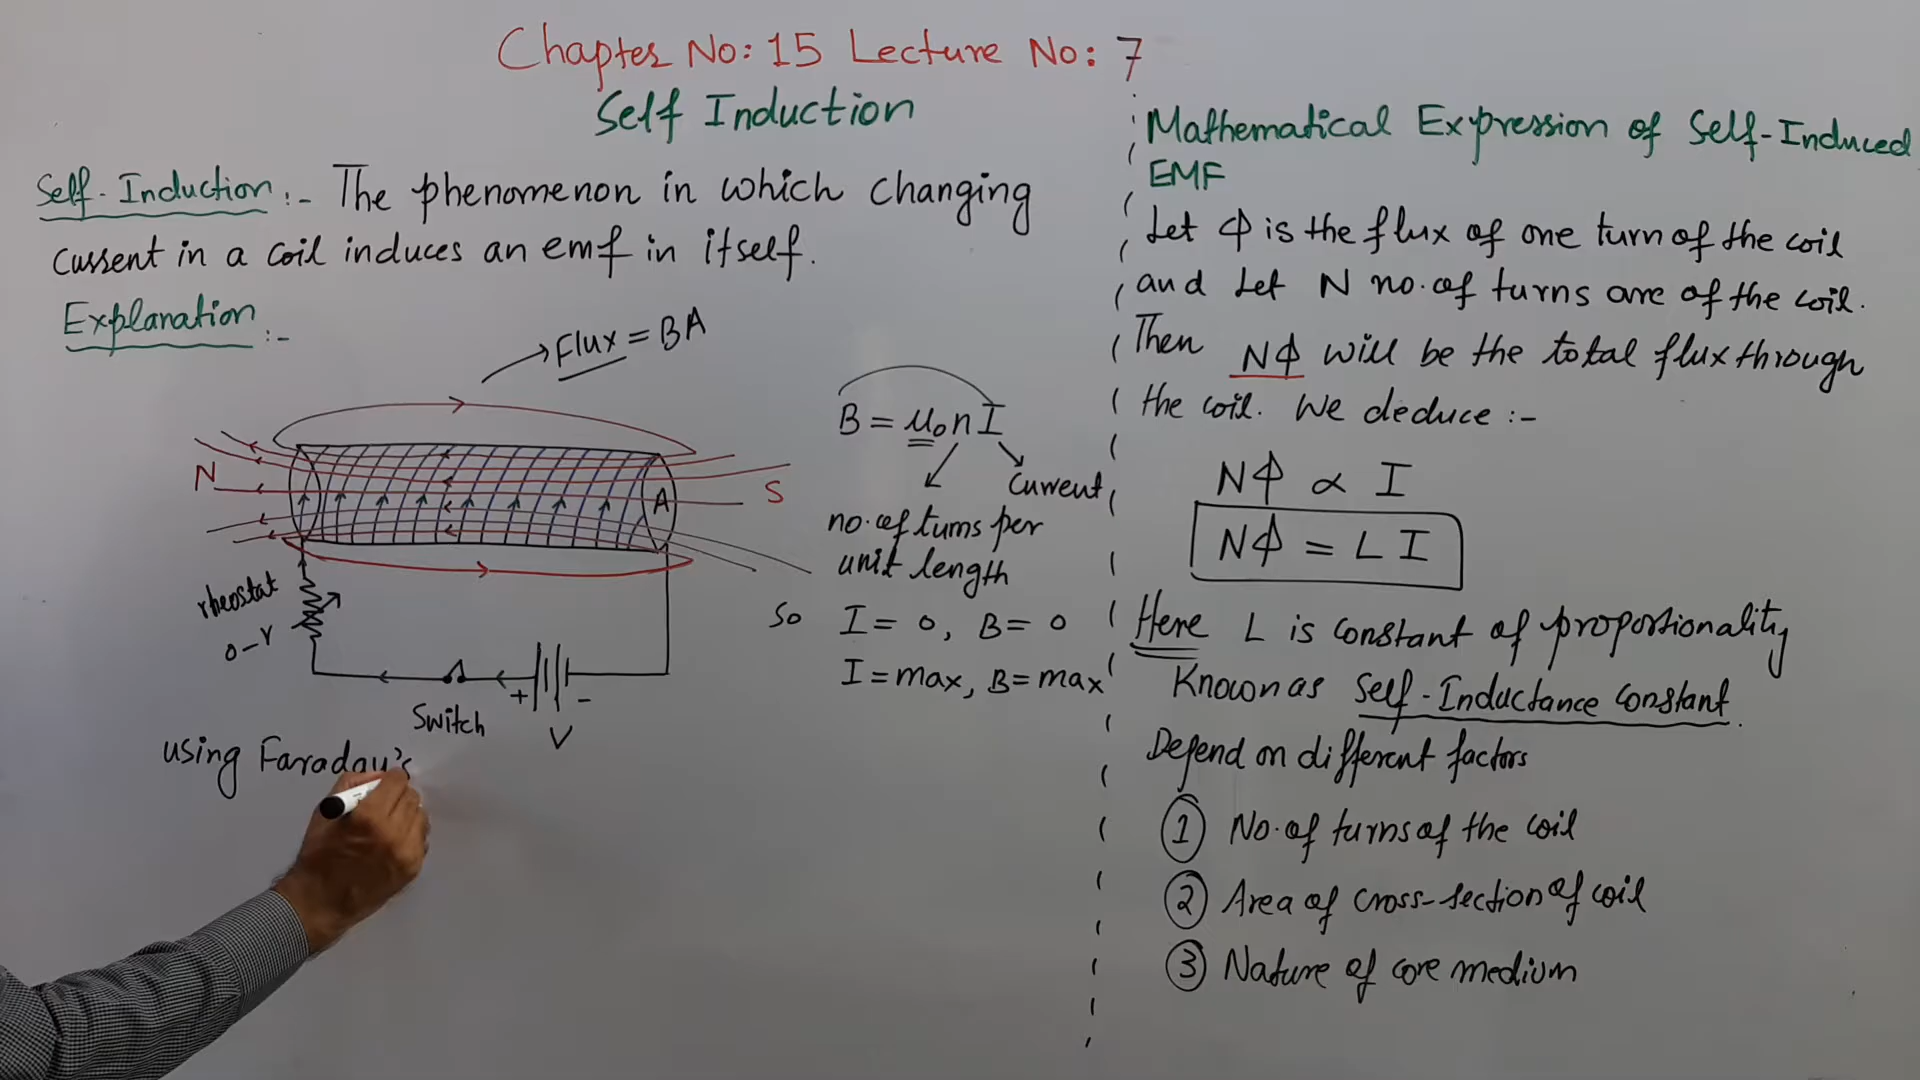 Chapter No: 15 Lecture No: 7
Self Induction
Self-Induction :- The phenomenon in which changing
current in a coil induces an emf in itself.
Explanation :-
Flux = BA
N
A
S
rheostat
0-r
Switch
+
-
V
B = μ₀nI
Current
no. of turns per
unit length
So I = 0, B = 0
I = max, B = max
using Faraday's
Mathematical Expression of Self-Induced
EMF
Let Φ is the flux of one turn of the coil
and Let N no. of turns are of the coil.
Then NΦ will be the total flux through
the coil. We deduce :-
NΦ ∝ I
NΦ = LI
Here L is constant of proportionality
Known as Self-Inductance constant.
Depend on different factors
① No. of turns of the coil
② Area of cross-section of coil
③ Nature of core medium